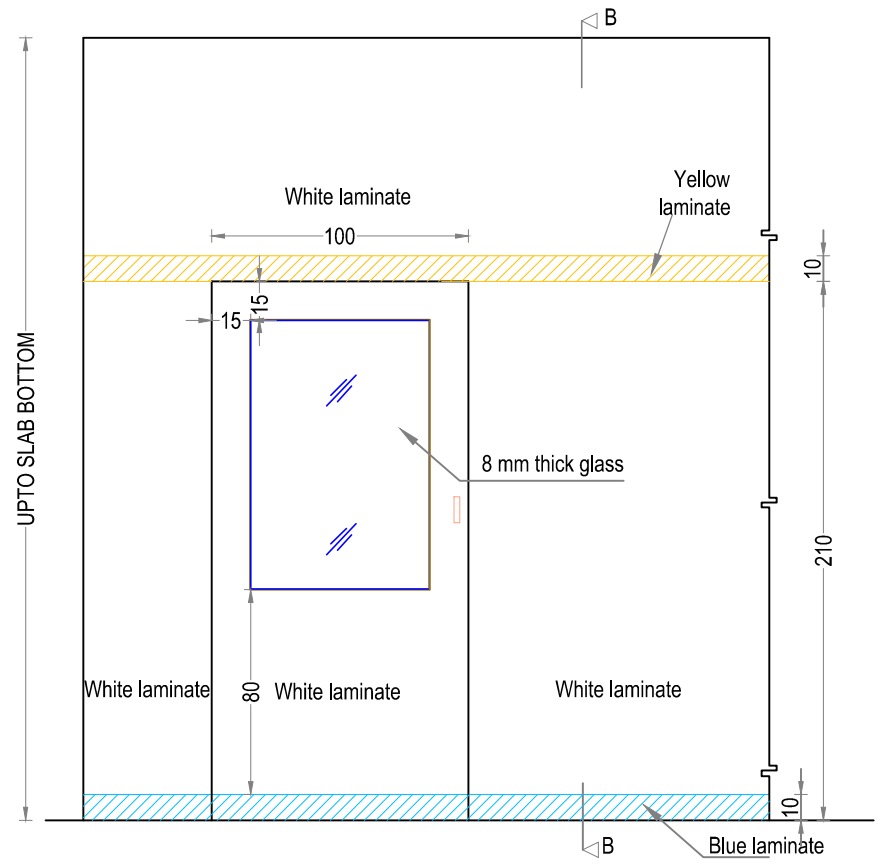 B
Yellow
laminate
White laminate
100
10
15
15
UPTO SLAB BOTTOM
8 mm thick glass
210
80
White laminate
White laminate
White laminate
10
B
Blue laminate